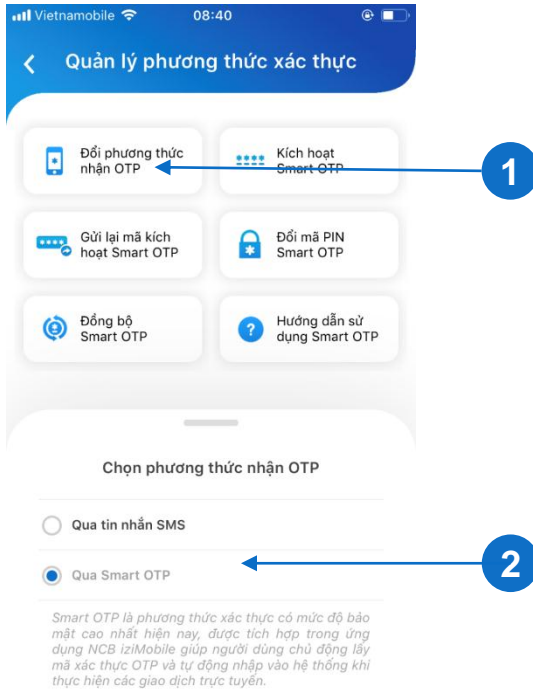 Vietnamobile 08:40
Quản lý phương thức xác thực
Đổi phương thức
nhận OTP
Kích hoạt
Smart OTP
1
Gửi lại mã kích
hoạt Smart OTP
Đổi mã PIN
Smart OTP
Đồng bộ
Smart OTP
Hướng dẫn sử
dụng Smart OTP
Chọn phương thức nhận OTP
Qua tin nhắn SMS
Qua Smart OTP
2
Smart OTP là phương thức xác thực có mức độ bảo
mật cao nhất hiện nay, được tích hợp trong ứng
dụng NCB iziMobile giúp người dùng chủ động lấy
mã xác thực OTP và tự động nhập vào hệ thống khi
thực hiện các giao dịch trực tuyến.